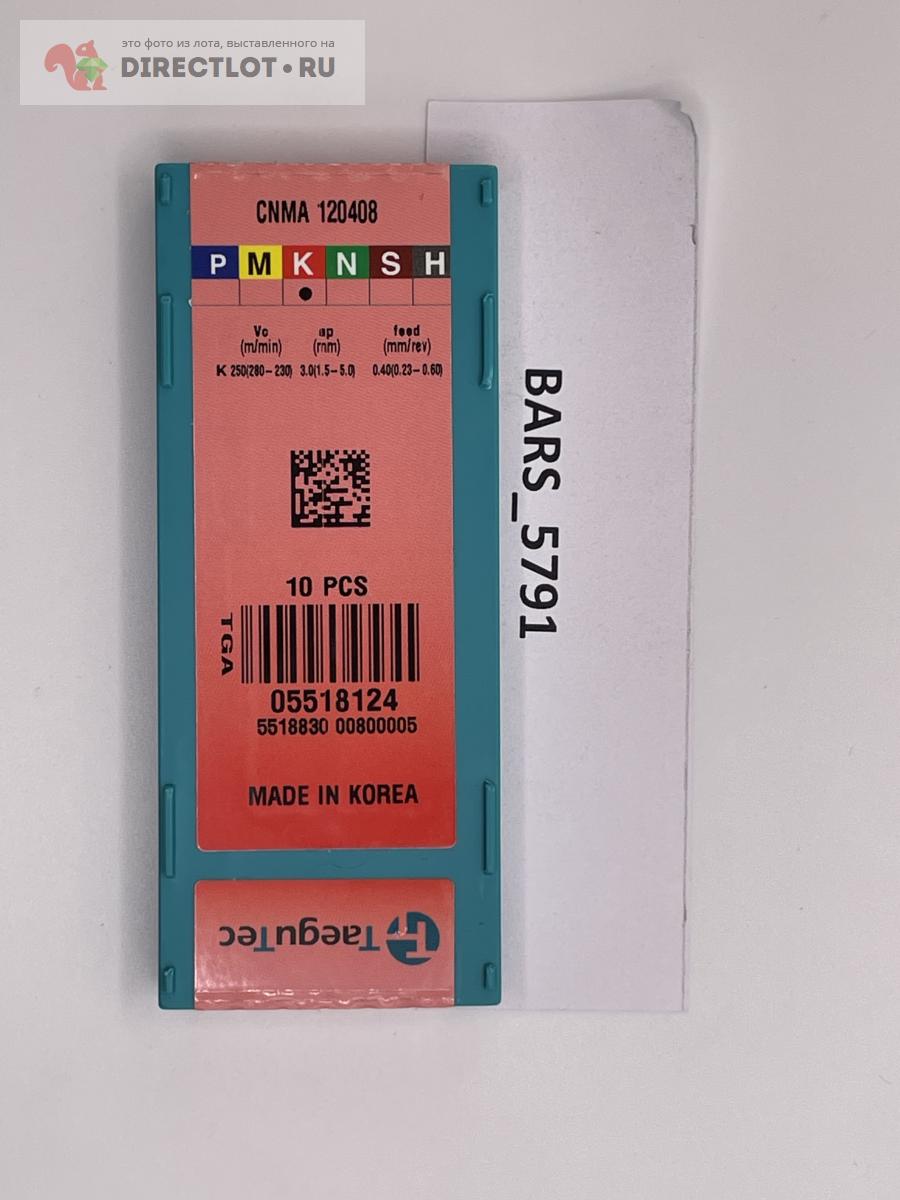 это фото из лота, выставленного на
DIRECTLOT•RU
CNMA 120408
P M K N S H
Vc ap feed
(m/min) (mm) (mm/rev)
K 250(280-230) 3.0(1.5-5.0) 0.40(0.23-0.60)
10 PCS
TGA
05518124
5518830 00800005
MADE IN KOREA
TaeguTec
BARS_5791